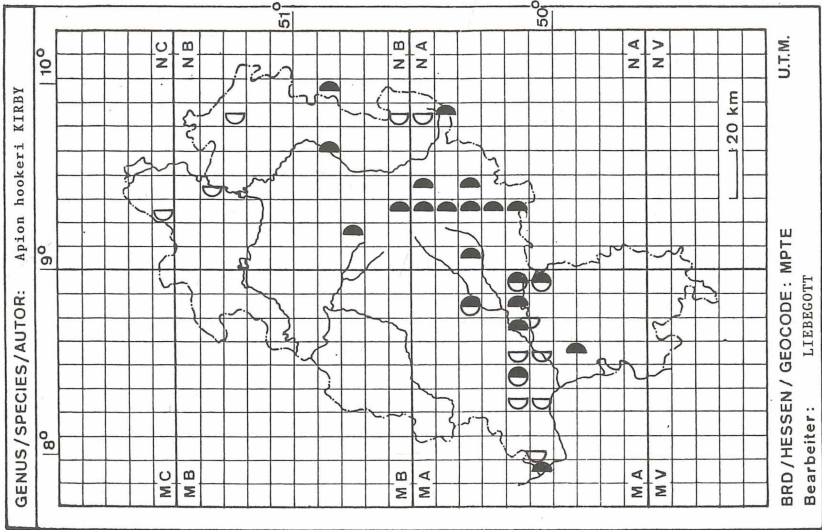 GENUS/SPECIES/AUTOR: Apion hookeri KIRBY
8° 9° 10°
MC NC
MB NB
51°
MB NB
MA NA
50°
MA NA
MV NV
20 km
BRD/HESSEN/ GEOCODE: MPTE U.T.M.
Bearbeiter: LIEBEGOTT